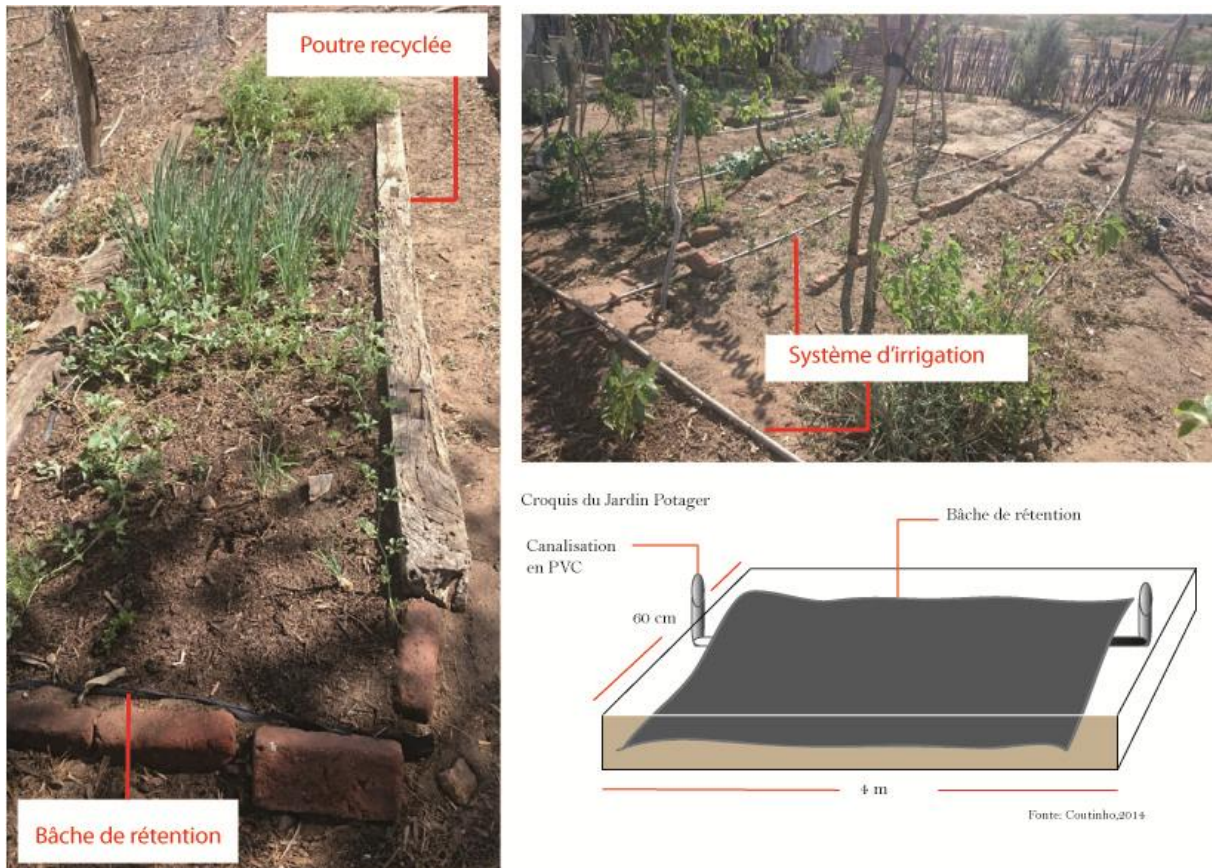 Poutre recyclée
Bâche de rétention
Système d'irrigation
Croquis du Jardin Potager
Bâche de rétention
Canalisation
en PVC
60 cm
4 m
Fonte: Coutinho,2014